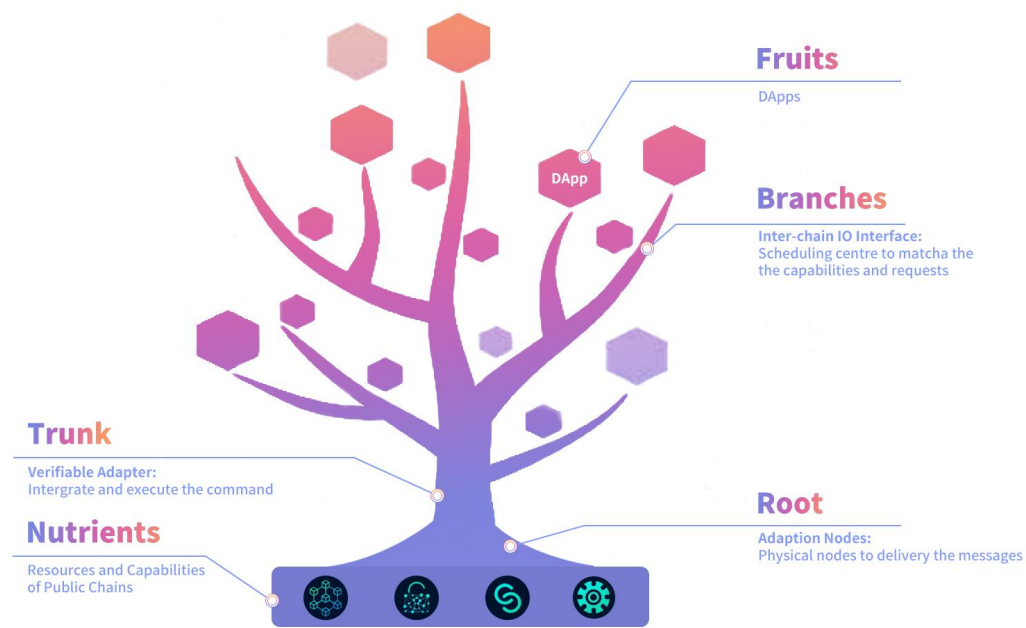 Fruits
DApps
DApp
Branches
Inter-chain IO Interface:
Scheduling centre to matcha the
the capabilities and requests
Trunk
Verifiable Adapter:
Intergrate and execute the command
Root
Adaption Nodes:
Physical nodes to delivery the messages
Nutrients
Resources and Capabilities
of Public Chains